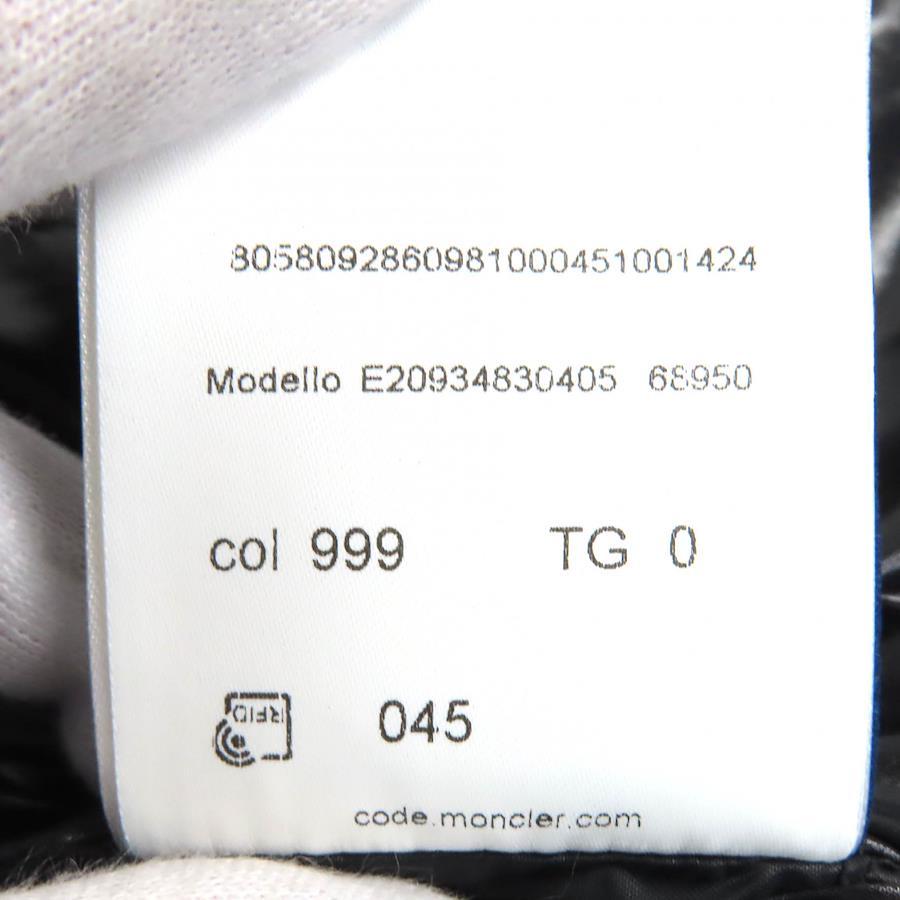 8058092860981000451001424
Modello E20934830405 68950
col 999 TG 0
RFID 045
code.moncler.com